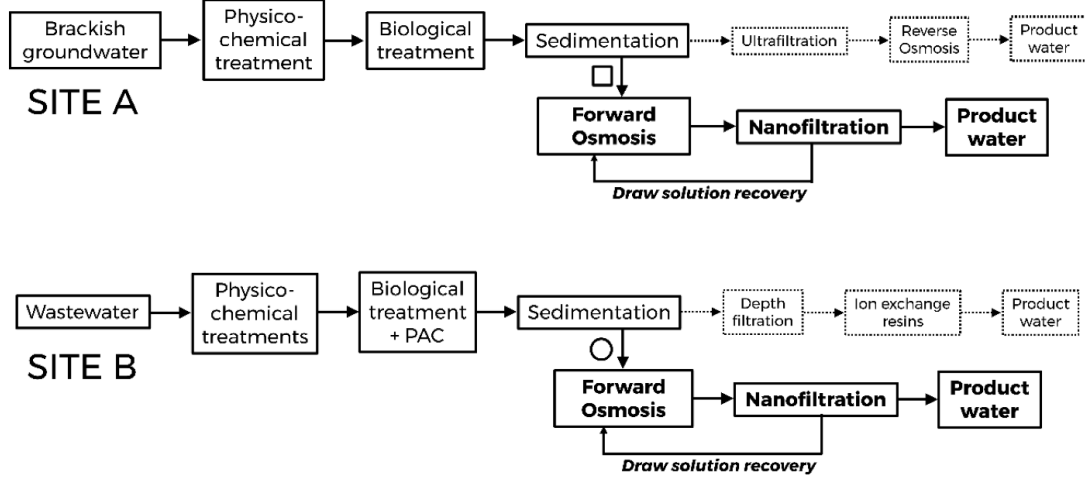 Brackish
groundwater
Physico-
chemical
treatment
Biological
treatment
Sedimentation
Ultrafiltration
Reverse
Osmosis
Product
water
SITE A
Forward
Osmosis
Nanofiltration
Product
water
Draw solution recovery
Wastewater
Physico-
chemical
treatments
Biological
treatment
+ PAC
Sedimentation
Depth
filtration
Ion exchange
resins
Product
water
SITE B
Forward
Osmosis
Nanofiltration
Product
water
Draw solution recovery